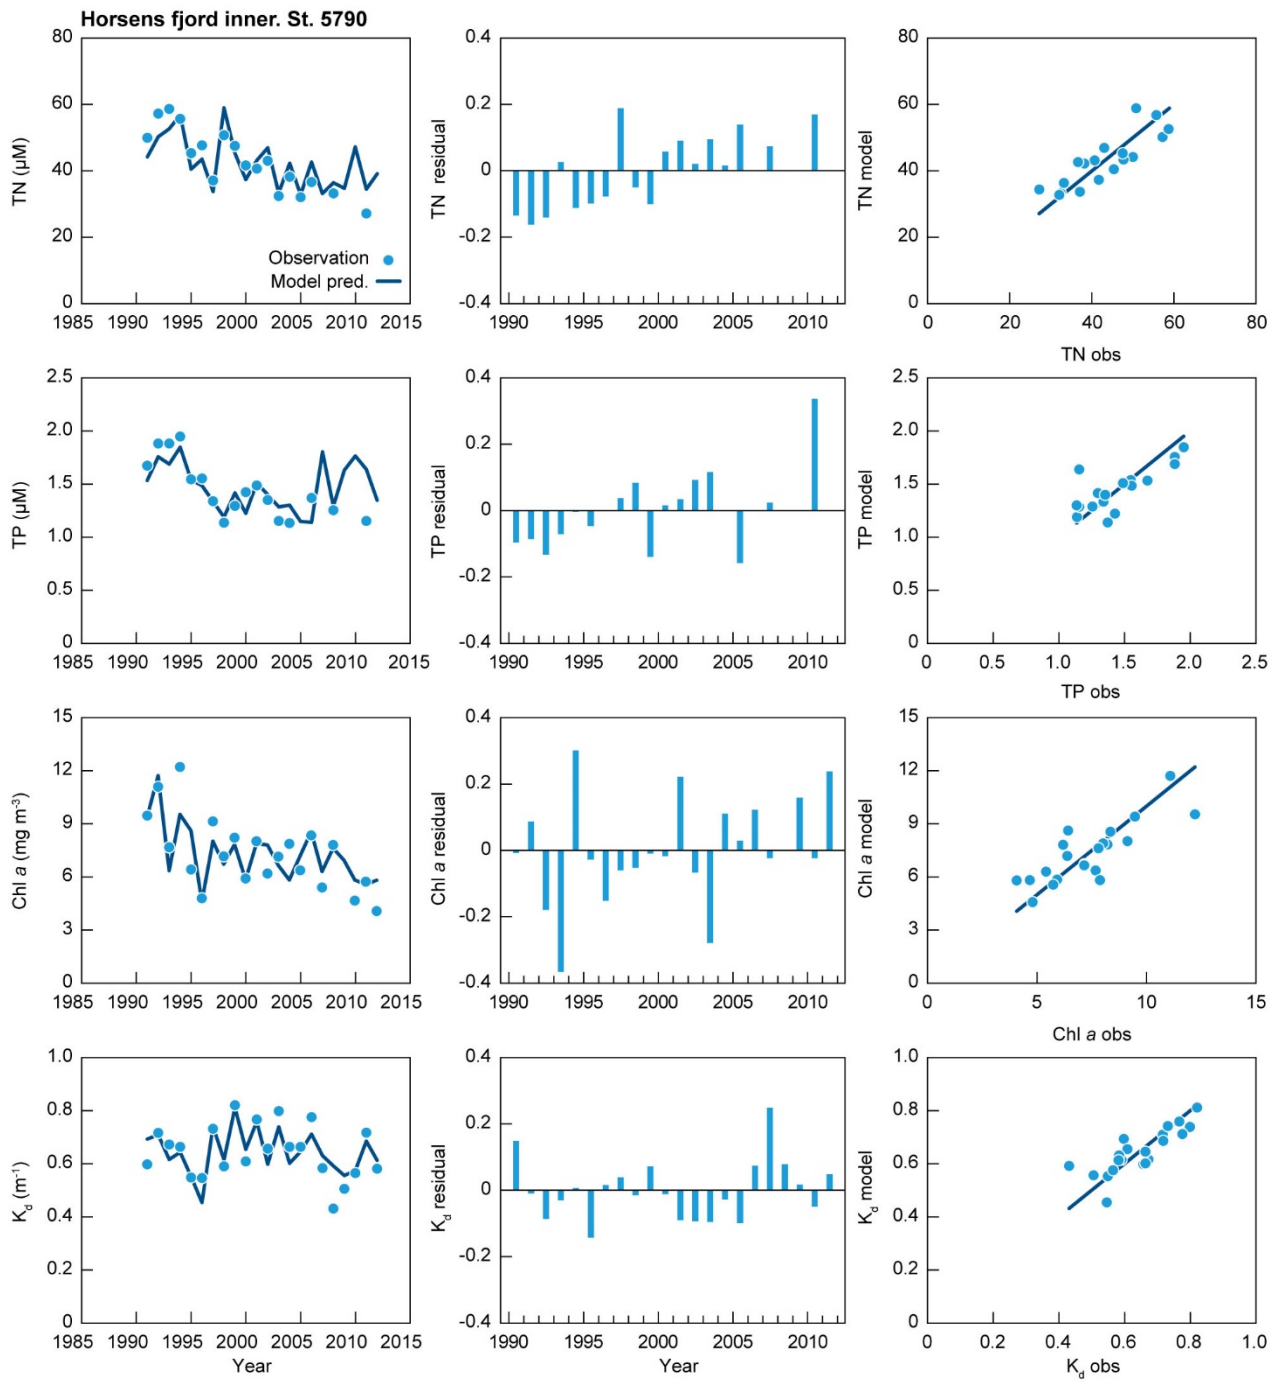 Horsens fjord inner. St. 5790
TN (µM)
80
60
40
20
0
Observation
Model pred.
1985 1990 1995 2000 2005 2010 2015
TN residual
0.4
0.2
0
-0.2
-0.4
1990 1995 2000 2005 2010
TN model
80
60
40
20
0
0 20 40 60 80
TN obs
TP (µM)
2.5
2.0
1.5
1.0
0.5
0
1985 1990 1995 2000 2005 2010 2015
TP residual
0.4
0.2
0
-0.2
-0.4
1990 1995 2000 2005 2010
TP model
2.5
2.0
1.5
1.0
0.5
0
0 0.5 1.0 1.5 2.0 2.5
TP obs
Chl a (mg m⁻³)
15
12
9
6
3
0
1985 1990 1995 2000 2005 2010 2015
Chl a residual
0.4
0.2
0
-0.2
-0.4
1990 1995 2000 2005 2010
Chl a model
15
12
9
6
3
0
0 5 10 15
Chl a obs
K_d (m⁻¹)
1.0
0.8
0.6
0.4
0.2
0
1985 1990 1995 2000 2005 2010 2015
Year
K_d residual
0.4
0.2
0
-0.2
-0.4
1990 1995 2000 2005 2010
Year
K_d model
1.0
0.8
0.6
0.4
0.2
0
0 0.2 0.4 0.6 0.8 1.0
K_d obs